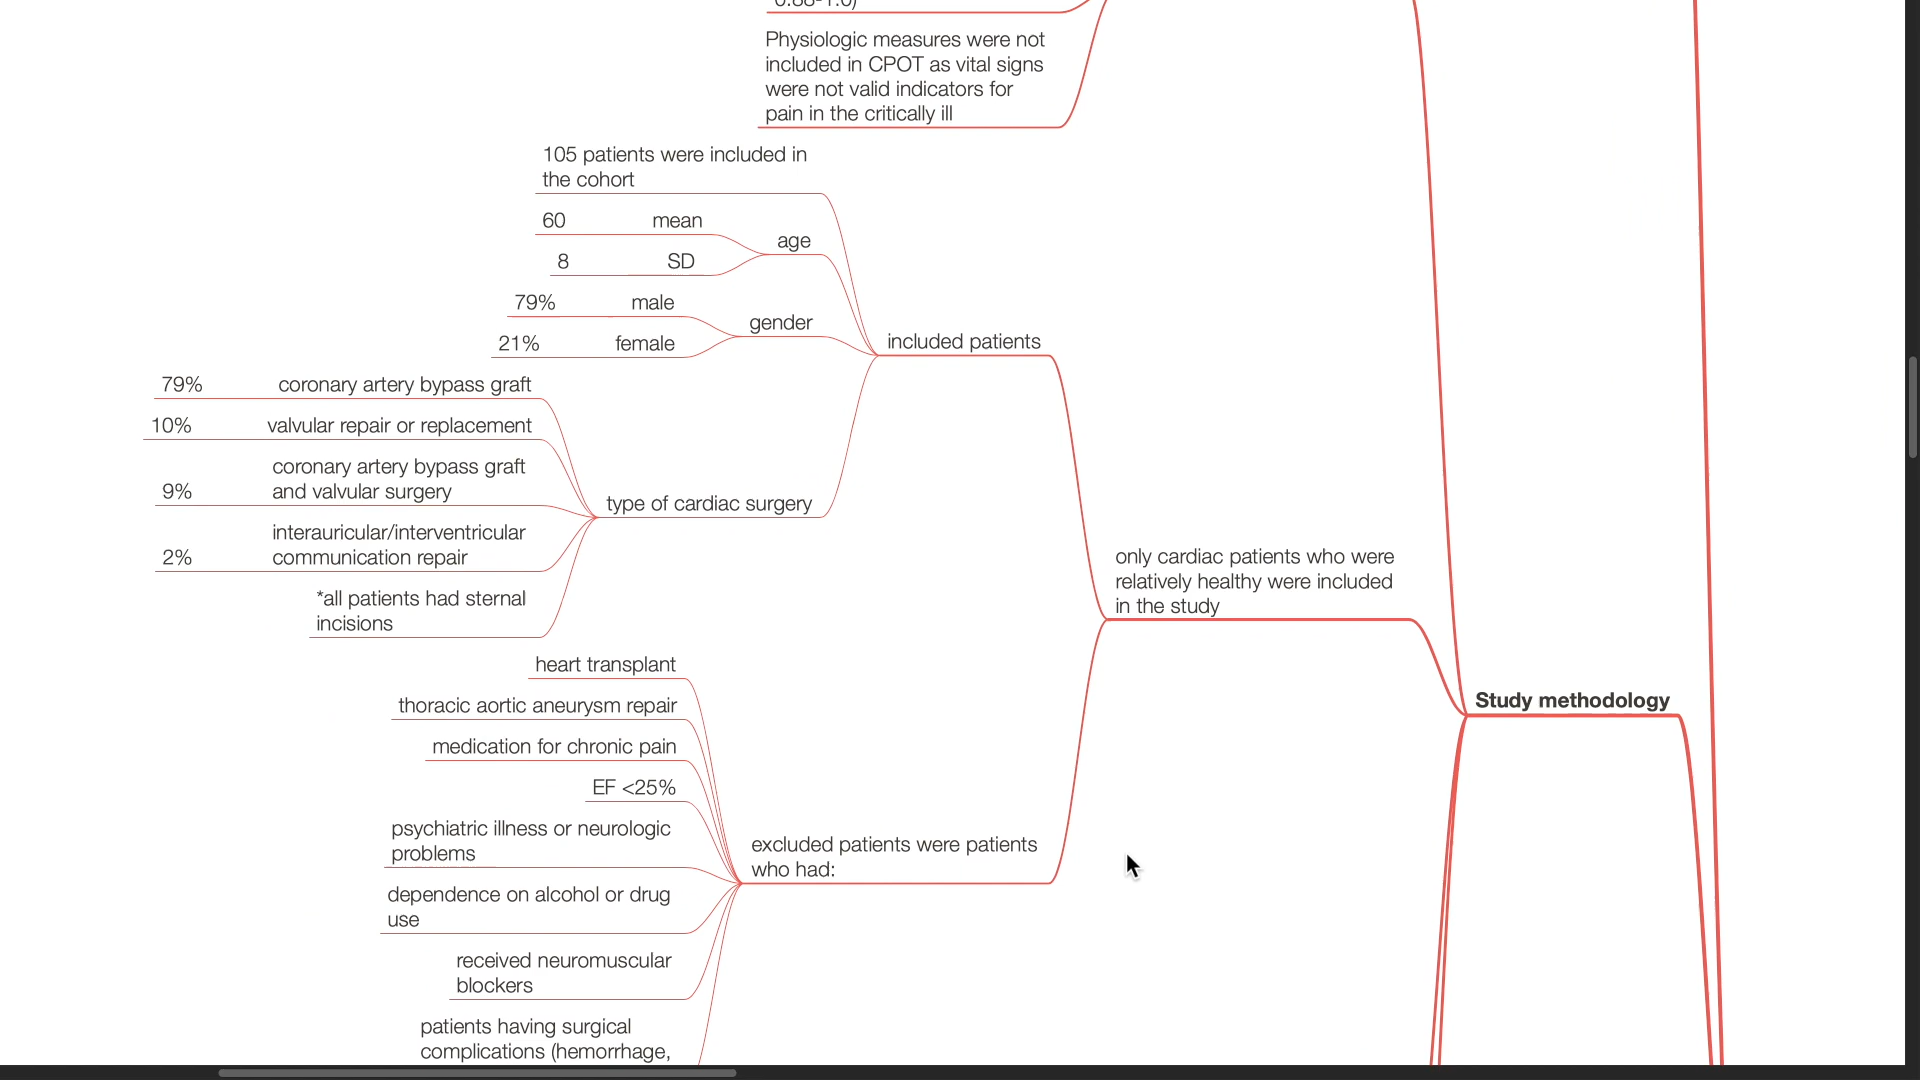 0.88-1.0)
Physiologic measures were not
included in CPOT as vital signs
were not valid indicators for
pain in the critically ill
105 patients were included in
the cohort
60 mean
age
8 SD
79% male
gender
21% female
included patients
79% coronary artery bypass graft
10% valvular repair or replacement
coronary artery bypass graft
9% and valvular surgery
type of cardiac surgery
interauricular/interventricular
2% communication repair
*all patients had sternal
incisions
only cardiac patients who were
relatively healthy were included
in the study
Study methodology
heart transplant
thoracic aortic aneurysm repair
medication for chronic pain
EF <25%
psychiatric illness or neurologic
problems
excluded patients were patients
who had:
dependence on alcohol or drug
use
received neuromuscular
blockers
patients having surgical
complications (hemorrhage,